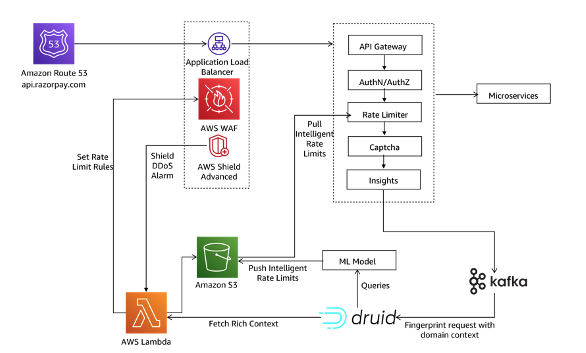 53
Amazon Route 53
api.razorpay.com
Application Load
Balancer
AWS WAF
AWS Shield
Advanced
API Gateway
AuthN/AuthZ
Rate Limiter
Captcha
Insights
Microservices
Pull
Intelligent
Rate
Limits
Set Rate
Limit Rules
Shield
DDoS
Alarm
Amazon S3
Push Intelligent
Rate Limits
ML Model
Queries
kafka
druid
Fingerprint request with
domain context
Fetch Rich Context
AWS Lambda